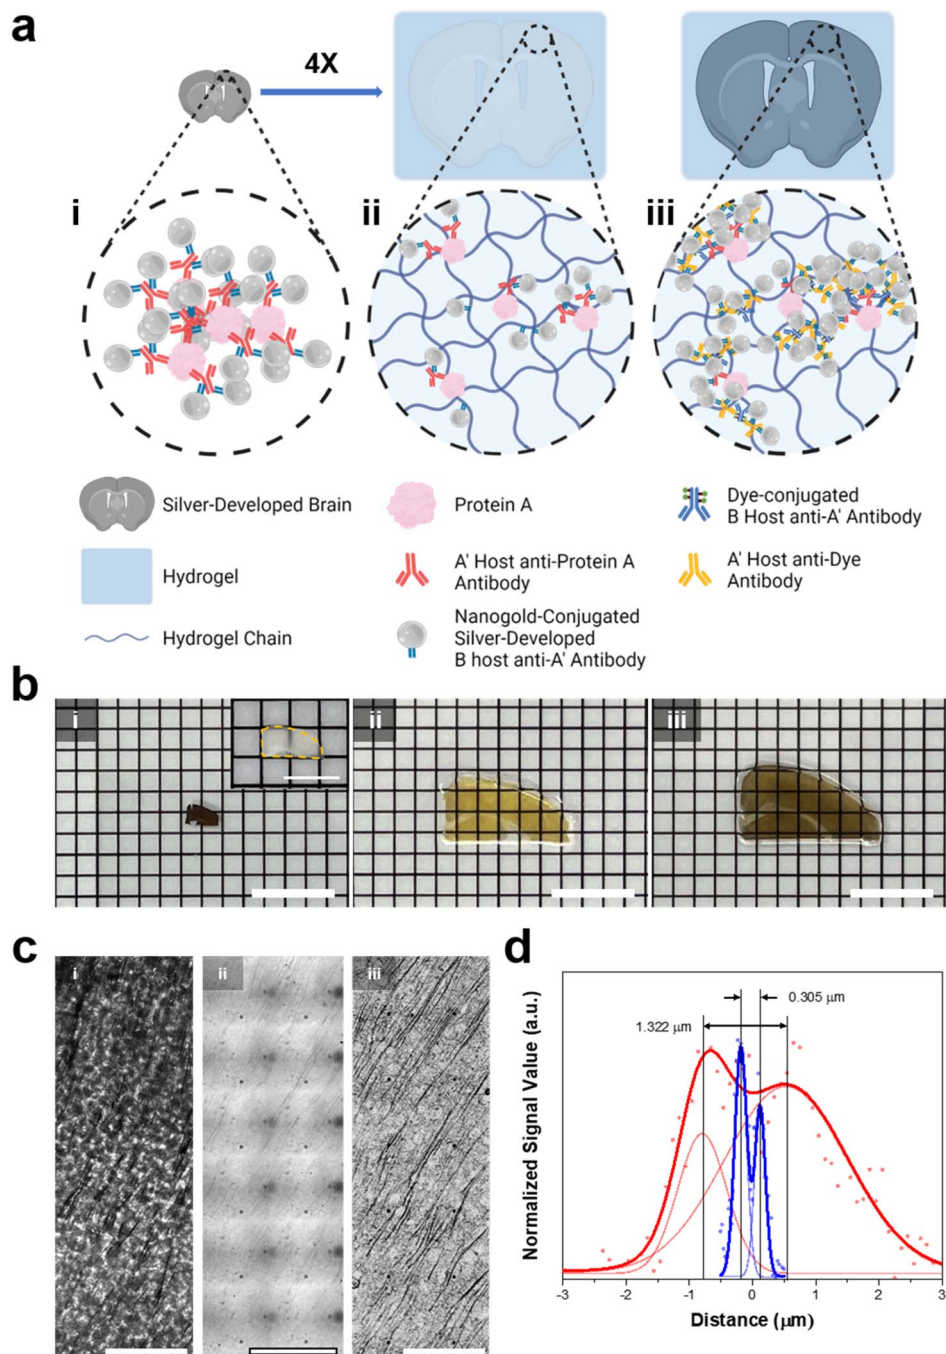 a
4X
i
ii
iii
Silver-Developed Brain
Hydrogel
Hydrogel Chain
Protein A
A' Host anti-Protein A
Antibody
Nanogold-Conjugated
Silver-Developed
B host anti-A' Antibody
Dye-conjugated
B Host anti-A' Antibody
A' Host anti-Dye
Antibody
b
i
ii
iii
c
i
ii
iii
d
0.305 μm
1.322 μm
Normalized Signal Value (a.u.)
-3
-2
-1
0
1
2
3
Distance (μm)